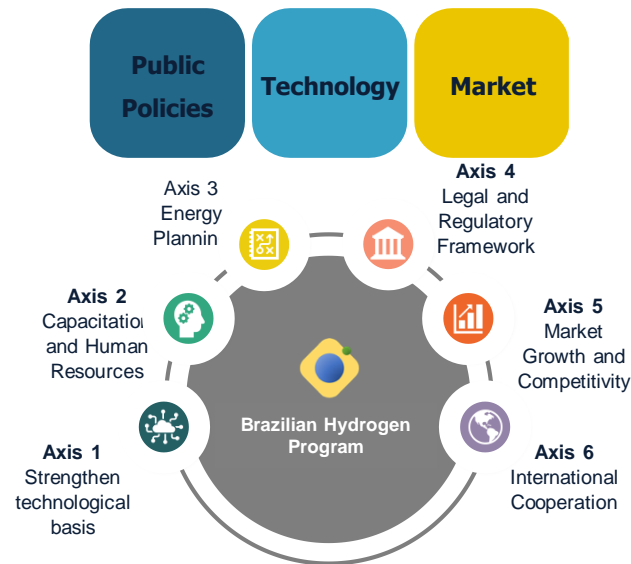 Public
Policies
Technology
Market
Axis 3
Energy
Plannin
Axis 4
Legal and
Regulatory
Framework
Axis 2
Capacitation
and Human
Resources
Axis 5
Market
Growth and
Competitivity
Brazilian Hydrogen
Program
Axis 1
Strengthen
technological
basis
Axis 6
International
Cooperation